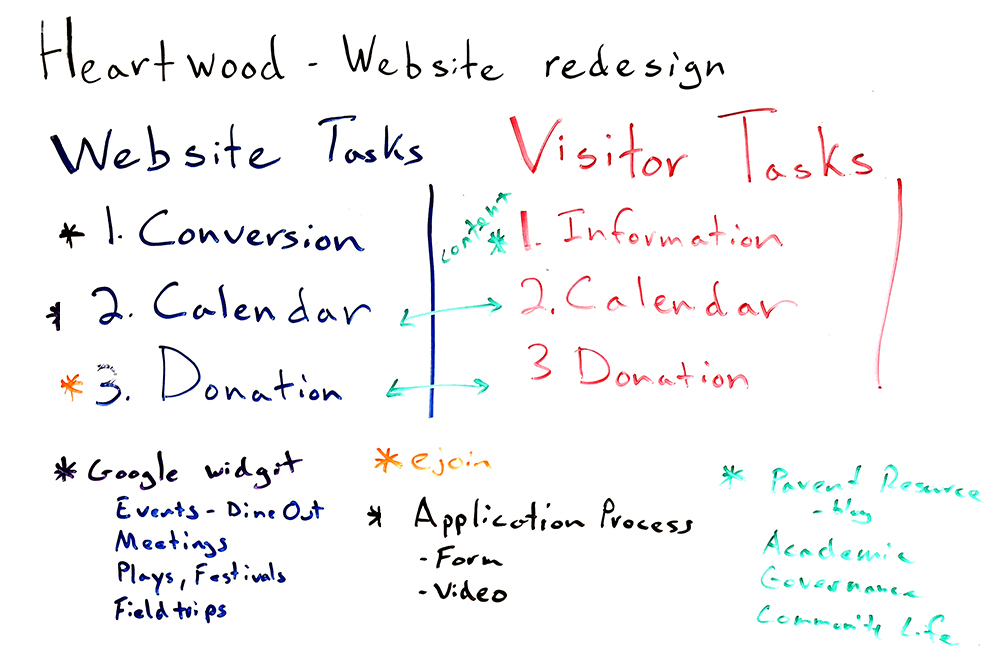 Heartwood - Website redesign
Website Tasks
* 1. Conversion
* 2. Calendar
* 3. Donation
Visitor Tasks
content
* 1. Information
2. Calendar
3 Donation
* Google widgit
Events - Dine Out
Meetings
Plays, Festivals
Field trips
* ejoin
* Application Process
- Form
- Video
* Parent Resource
- blog
Academic
Governance
Community Life